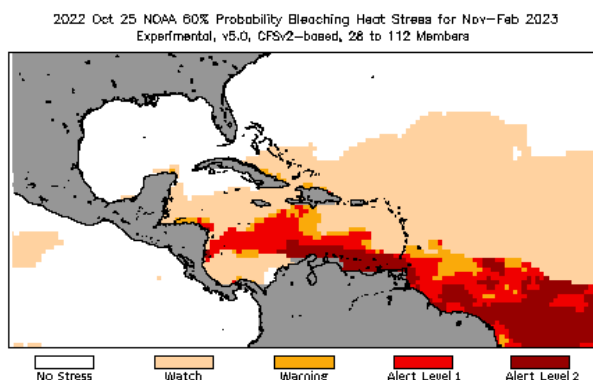 2022 Oct 25 NOAA 60% Probability Bleaching Heat Stress for Nov-Feb 2023
Experimental, v5.0, CFSv2-based, 28 to 112 Members
No Stress Watch Warning Alert Level 1 Alert Level 2